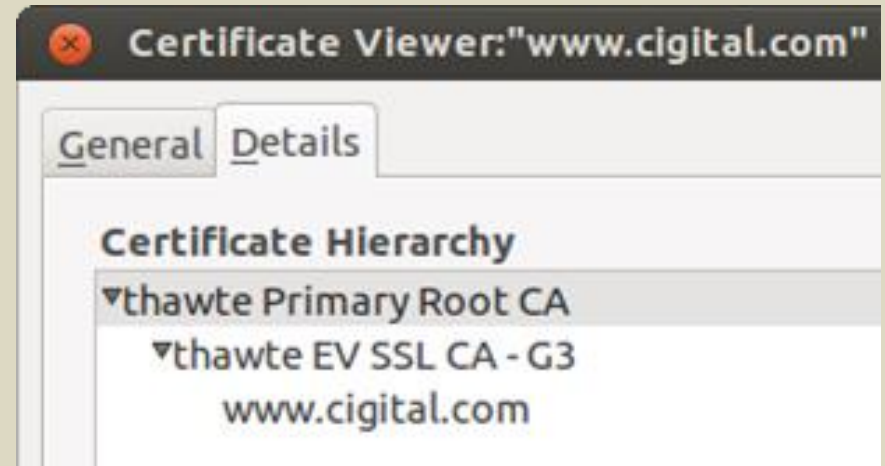 Certificate Viewer:"www.cigital.com"
General Details
Certificate Hierarchy
thawte Primary Root CA
thawte EV SSL CA - G3
www.cigital.com